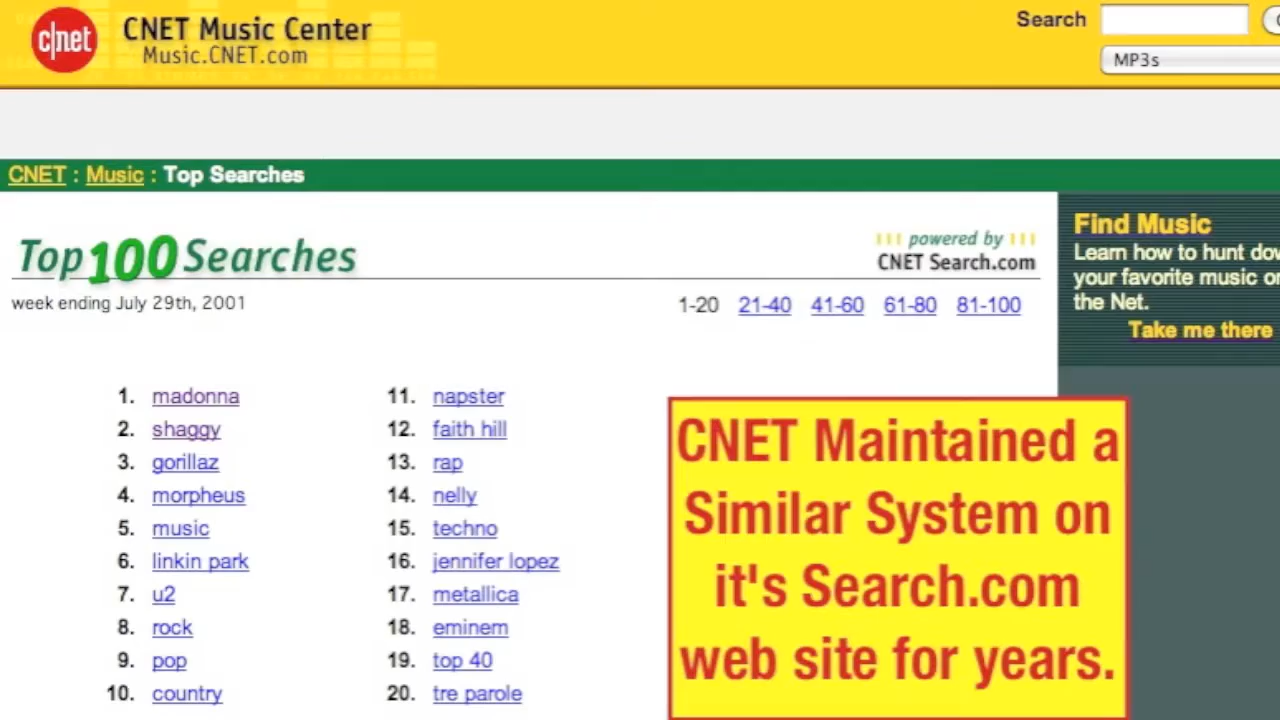 c|net
CNET Music Center
Music.CNET.com
Search
MP3s
CNET : Music : Top Searches
Top 100 Searches
powered by
CNET Search.com
week ending July 29th, 2001
1-20 21-40 41-60 61-80 81-100
Find Music
Learn how to hunt dow
your favorite music on
the Net.
Take me there
1. madonna
2. shaggy
3. gorillaz
4. morpheus
5. music
6. linkin park
7. u2
8. rock
9. pop
10. country
11. napster
12. faith hill
13. rap
14. nelly
15. techno
16. jennifer lopez
17. metallica
18. eminem
19. top 40
20. tre parole
CNET Maintained a
Similar System on
it's Search.com
web site for years.